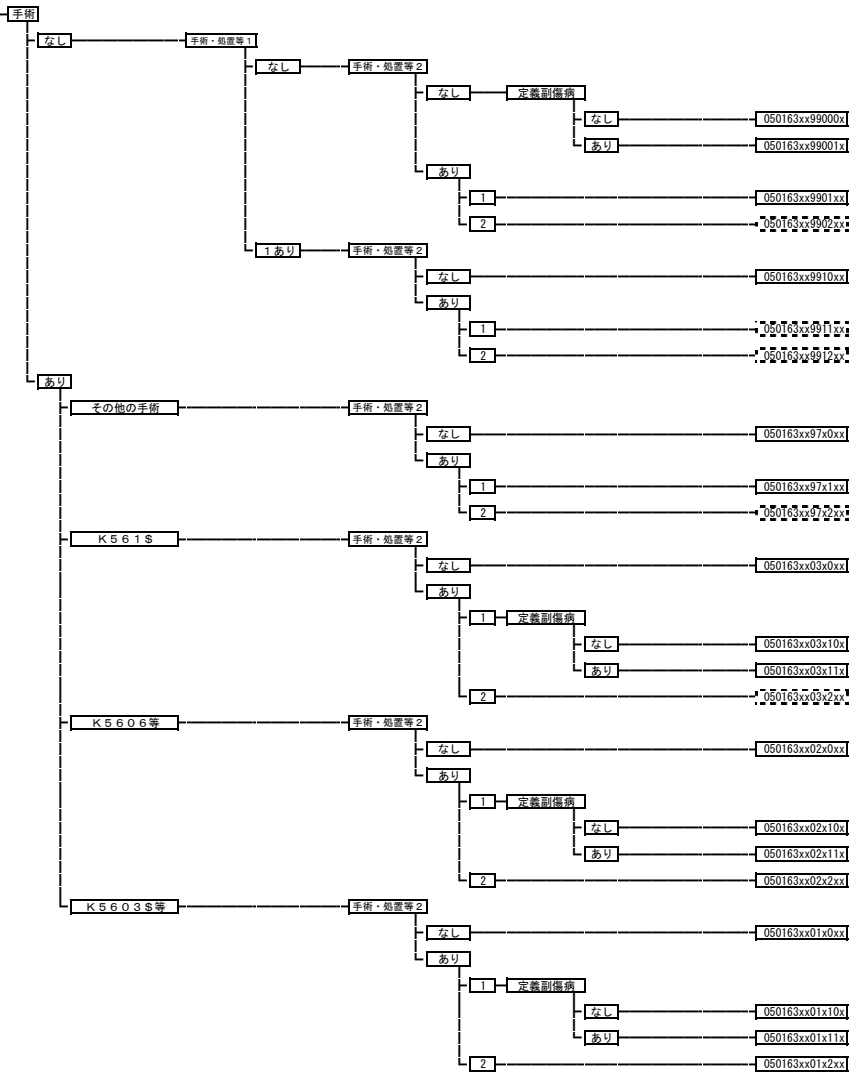 手術
なし 手術・処置等1
なし 手術・処置等2
なし 定義副傷病
なし 050163xx99000x
あり 050163xx99001x
あり
1 050163xx9901xx
2 050163xx9902xx
1あり 手術・処置等2
なし 050163xx9910xx
あり
1 050163xx9911xx
2 050163xx9912xx
あり
その他の手術 手術・処置等2
なし 050163xx97x0xx
あり
1 050163xx97x1xx
2 050163xx97x2xx
K561$ 手術・処置等2
なし 050163xx03x0xx
あり
1 定義副傷病
なし 050163xx03x10x
あり 050163xx03x11x
2 050163xx03x2xx
K5606等 手術・処置等2
なし 050163xx02x0xx
あり
1 定義副傷病
なし 050163xx02x10x
あり 050163xx02x11x
2 050163xx02x2xx
K5603$等 手術・処置等2
なし 050163xx01x0xx
あり
1 定義副傷病
なし 050163xx01x10x
あり 050163xx01x11x
2 050163xx01x2xx